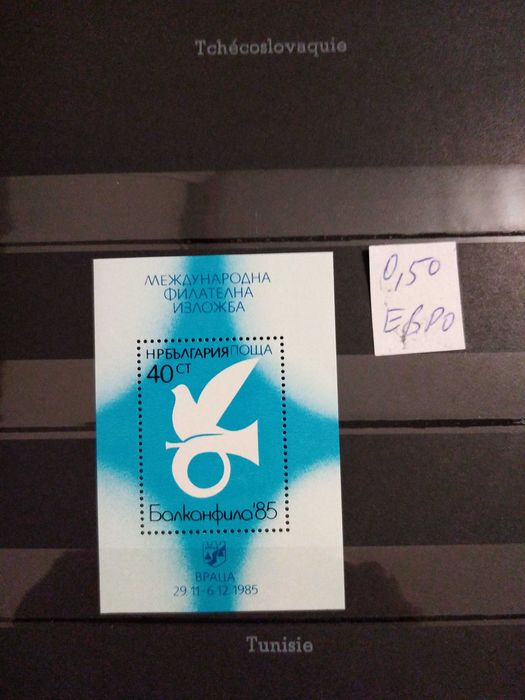 Tchécoslovaquie
МЕЖДУНАРОДНА
ФИЛАТЕЛНА
ИЗЛОЖБА
НРБЪЛГАРИЯ ПОЩА
40 СТ
Балканфила'85
ВРАЦА
29.11-6.12.1985
0,50
ЕВРО
Tunisie